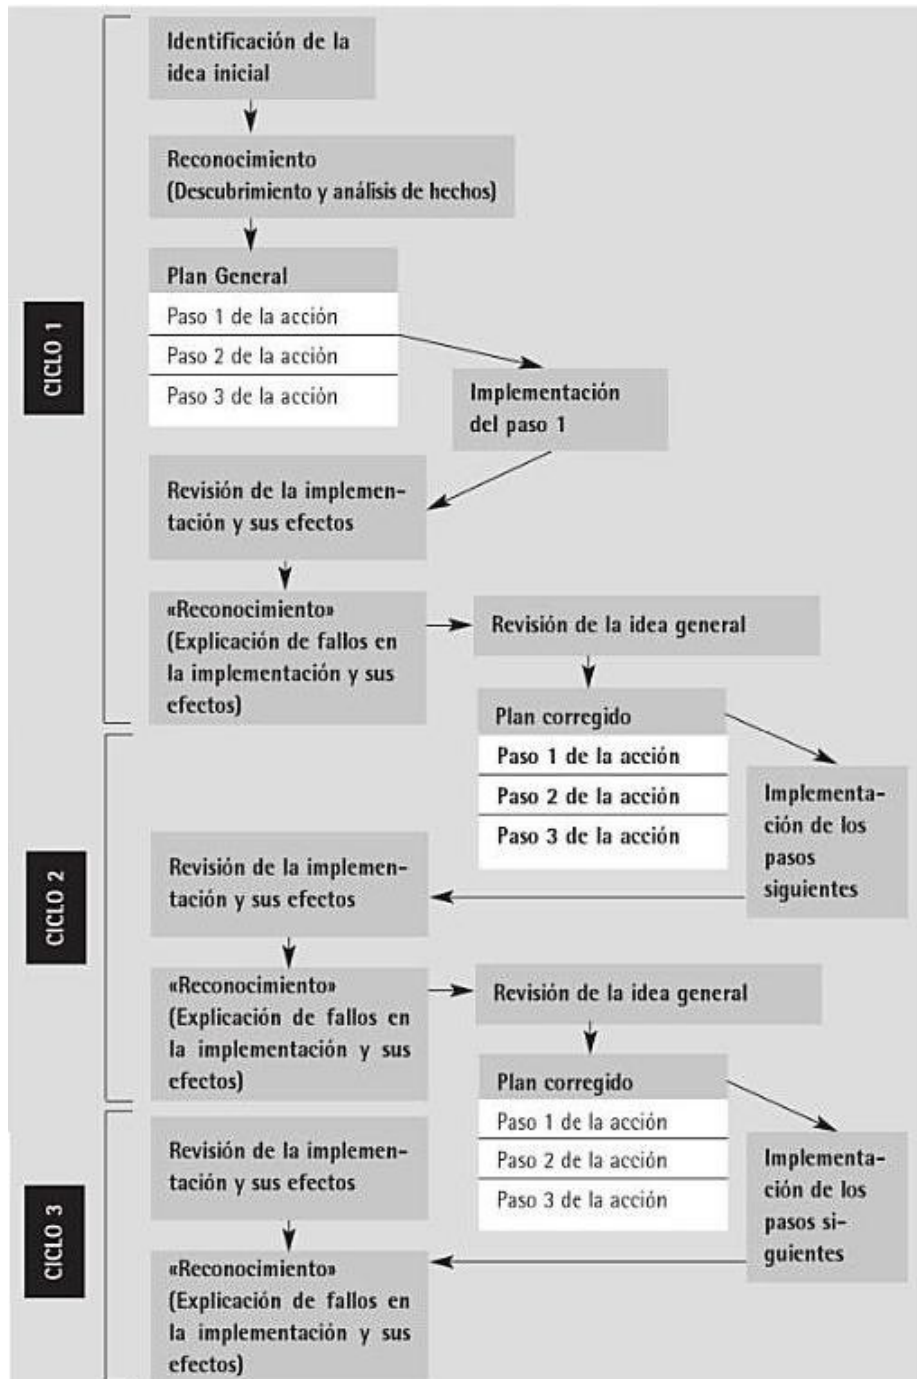 CICLO 1
Identificación de la
idea inicial
Reconocimiento
(Descubrimiento y análisis de hechos)
Plan General
Paso 1 de la acción
Paso 2 de la acción
Paso 3 de la acción
Implementación
del paso 1
Revisión de la implemen-
tación y sus efectos
«Reconocimiento»
(Explicación de fallos en
la implementación y sus
efectos)
Revisión de la idea general
Plan corregido
Paso 1 de la acción
Paso 2 de la acción
Paso 3 de la acción
Implementa-
ción de los
pasos
siguientes
CICLO 2
Revisión de la implemen-
tación y sus efectos
«Reconocimiento»
(Explicación de fallos en
la implementación y sus
efectos)
Revisión de la idea general
Plan corregido
Paso 1 de la acción
Paso 2 de la acción
Paso 3 de la acción
Implementa-
ción de los
pasos si-
guientes
CICLO 3
Revisión de la implemen-
tación y sus efectos
«Reconocimiento»
(Explicación de fallos en
la implementación y sus
efectos)